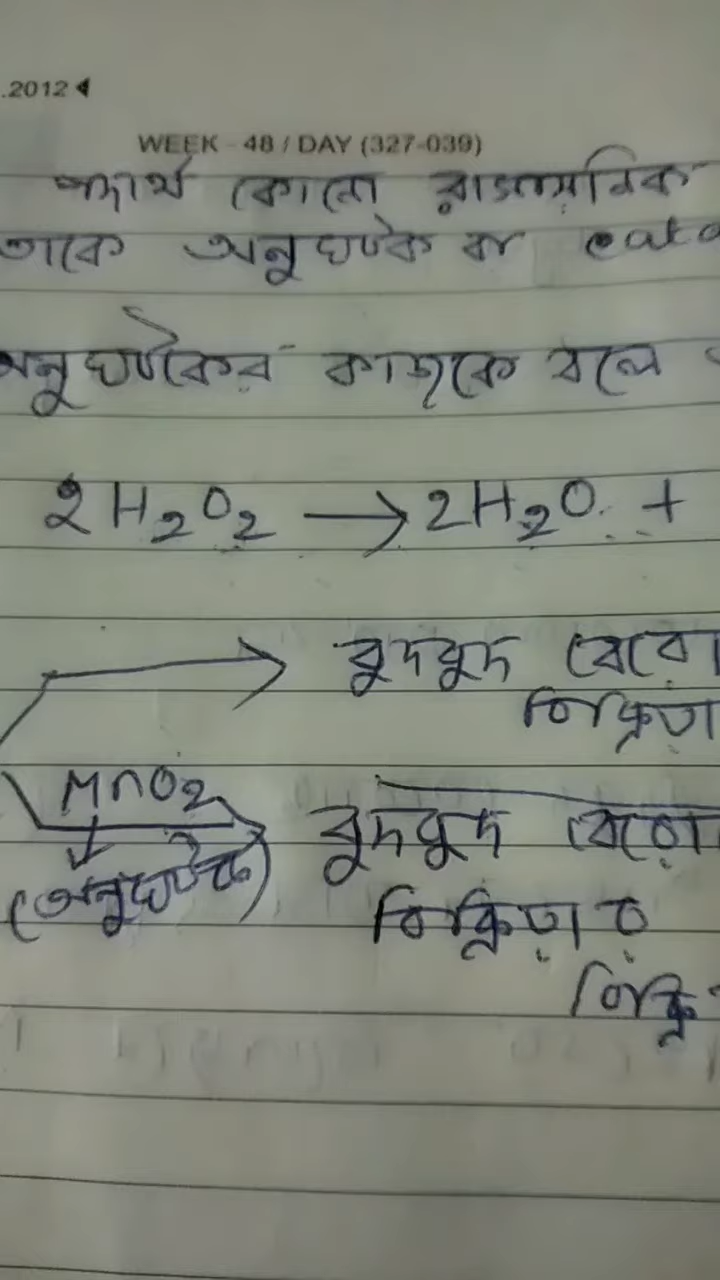 .2012
WEEK - 48 / DAY (327-039)
পদার্থ কোনো রাসায়নিক
তাকে অনুঘটক বা cata
অনুঘটকের কাজকে বলে
2H₂O₂ → 2H₂O +
→ বুদবুদ বেরো
বিক্রিয়া
MnO₂ বুদবুদ বেরো
(অনুঘটক) বিক্রিয়ার
বিক্রি